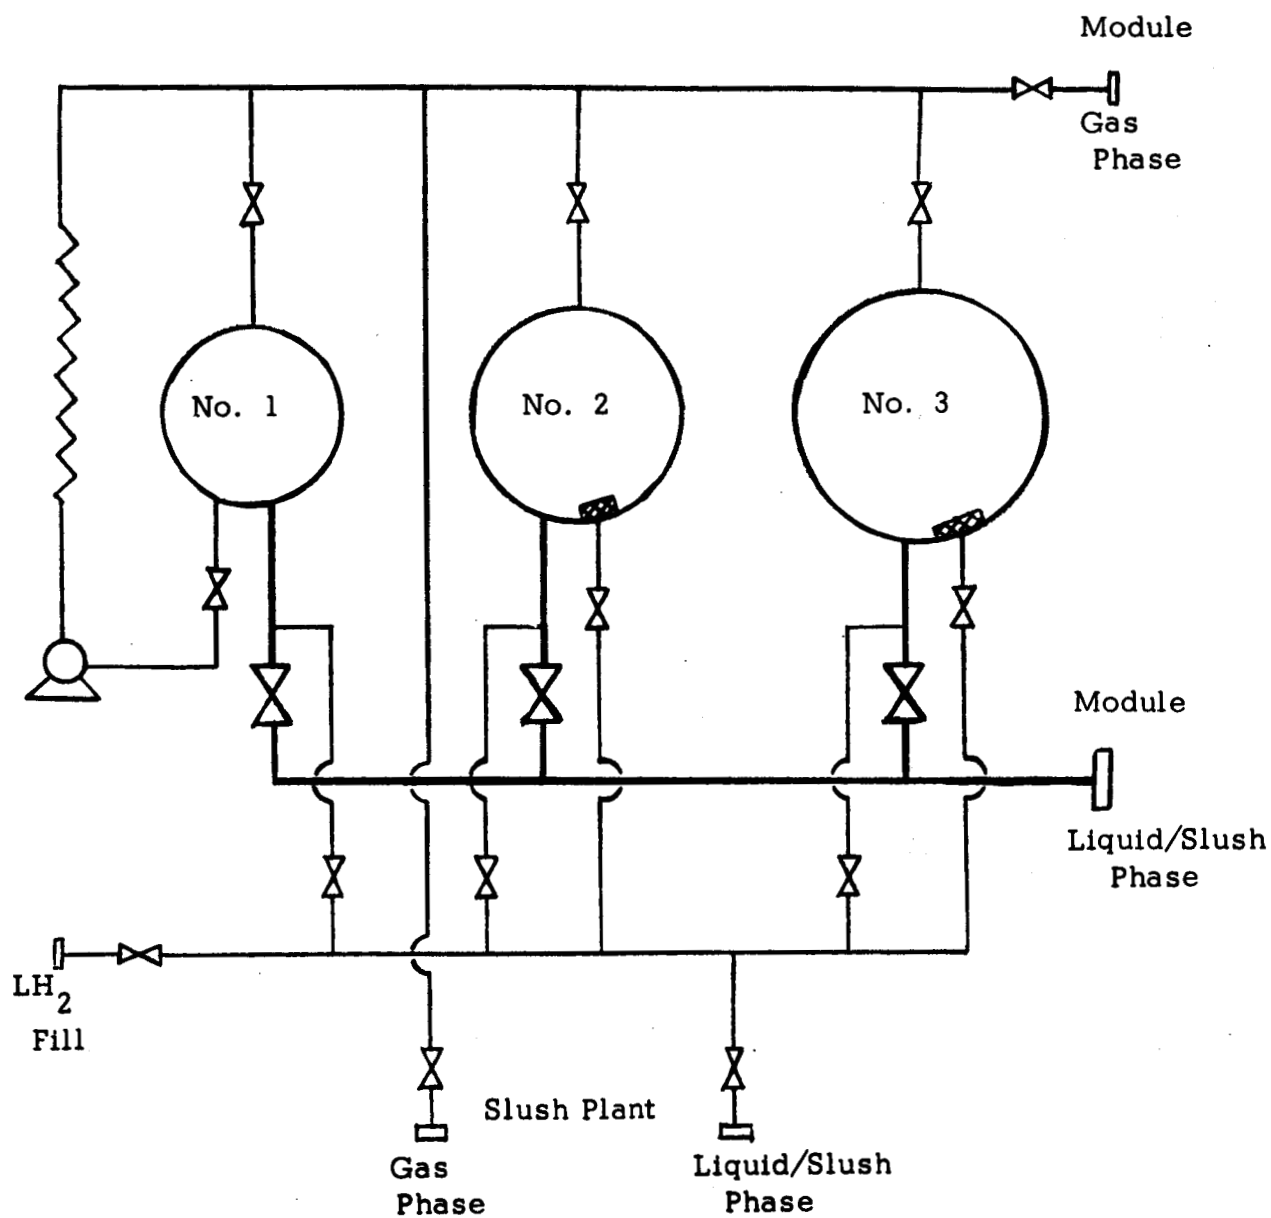 Module
Gas
Phase
No. 1
No. 2
No. 3
Module
Liquid/Slush
Phase
LH2
Fill
Slush Plant
Gas
Phase
Liquid/Slush
Phase